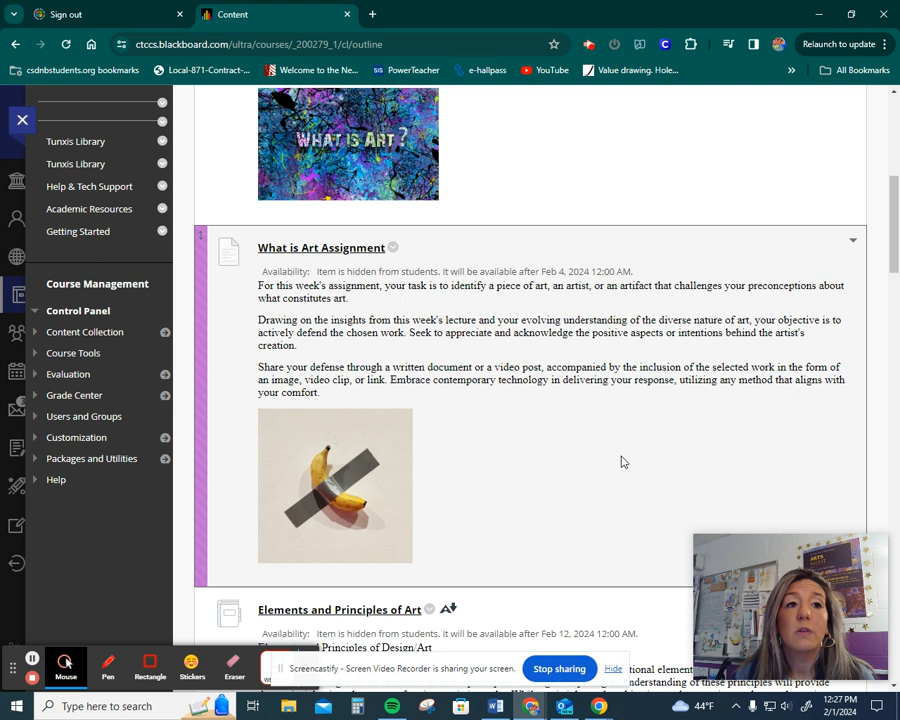 Sign out
Content
ctccs.blackboard.com/ultra/courses/_200279_1/cl/outline
Relaunch to update
csdnbstudents.org bookmarks
Local-871-Contract-...
Welcome to the Ne...
SIS PowerTeacher
e-hallpass
YouTube
Value drawing. Hole...
All Bookmarks
WHAT IS ART?
Tunxis Library
Tunxis Library
Help & Tech Support
Academic Resources
Getting Started
Course Management
Control Panel
Content Collection
Course Tools
Evaluation
Grade Center
Users and Groups
Customization
Packages and Utilities
Help
What is Art Assignment
Availability: Item is hidden from students. It will be available after Feb 4, 2024 12:00 AM.
For this week's assignment, your task is to identify a piece of art, an artist, or an artifact that challenges your preconceptions about
what constitutes art.
Drawing on the insights from this week's lecture and your evolving understanding of the diverse nature of art, your objective is to
actively defend the chosen work. Seek to appreciate and acknowledge the positive aspects or intentions behind the artist's
creation.
Share your defense through a written document or a video post, accompanied by the inclusion of the selected work in the form of
an image, video clip, or link. Embrace contemporary technology in delivering your response, utilizing any method that aligns with
your comfort.
Elements and Principles of Art
Availability: Item is hidden from students. It will be available after Feb 12, 2024 12:00 AM.
Principles of Design/Art
ARTS
NIGHT
Mouse
Pen
Rectangle
Stickers
Eraser
Screencastify - Screen Video Recorder is sharing your screen.
Stop sharing
Hide
Type here to search
44°F
12:27 PM
2/1/2024